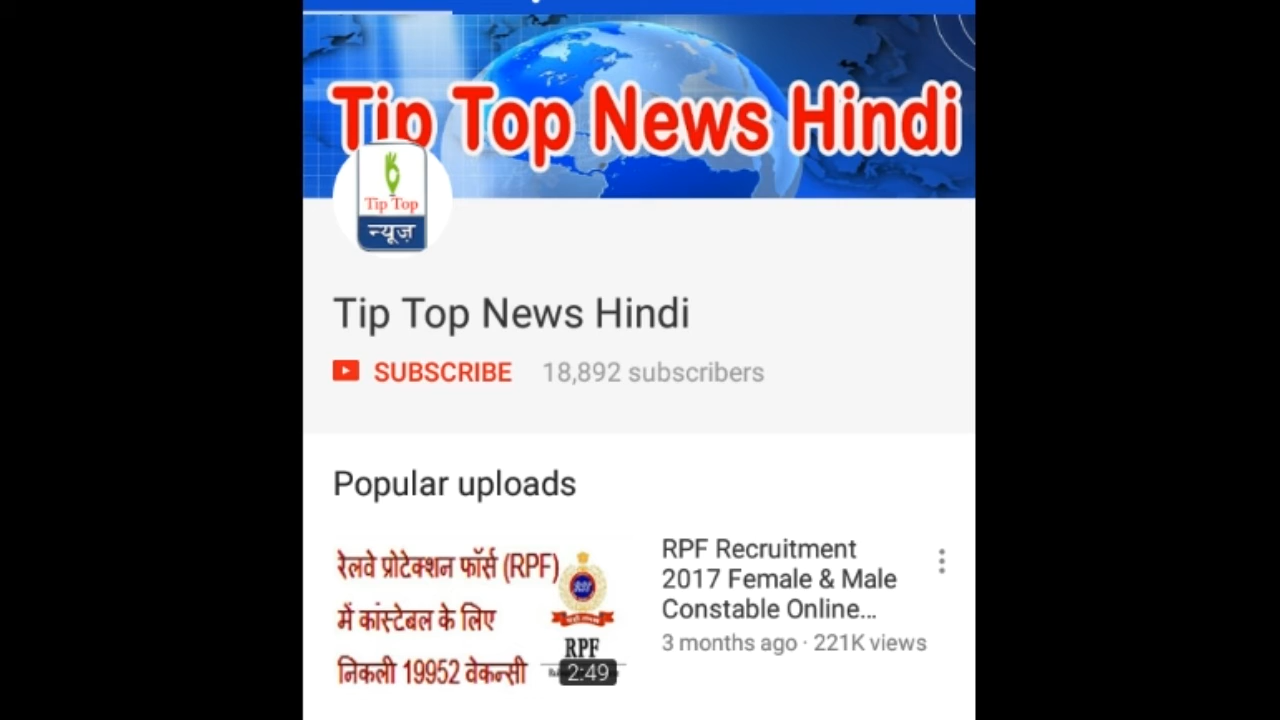 Tip Top News Hindi
Tip Top
न्यूज़
Tip Top News Hindi
SUBSCRIBE 18,892 subscribers
Popular uploads
रेलवे प्रोटेक्शन फॉर्स (RPF)
में कांस्टेबल के लिए
निकली 19952 वेकन्सी
RPF
2:49
RPF Recruitment
2017 Female & Male
Constable Online...
3 months ago · 221K views